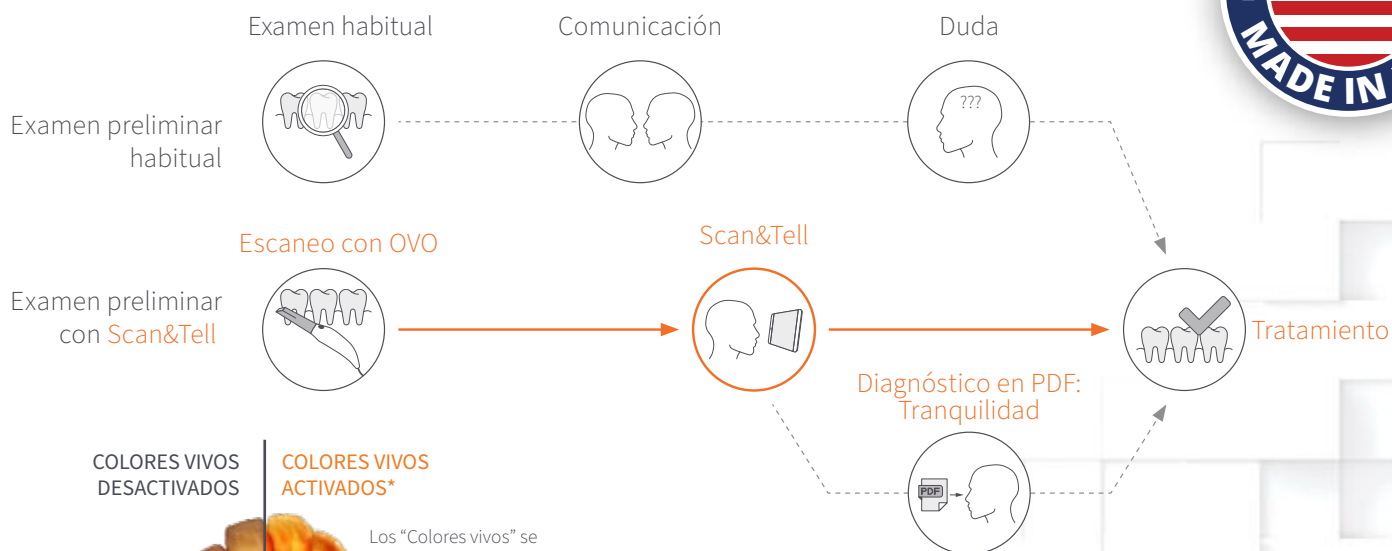 Examen habitual
Comunicación
Duda
MADE IN
???
Examen preliminar
habitual
Escaneo con OVO
Scan&Tell
Examen preliminar
con Scan&Tell
Tratamiento
Diagnóstico en PDF:
Tranquilidad
PDF
COLORES VIVOS
DESACTIVADOS
COLORES VIVOS
ACTIVADOS*
Los “Colores vivos” se